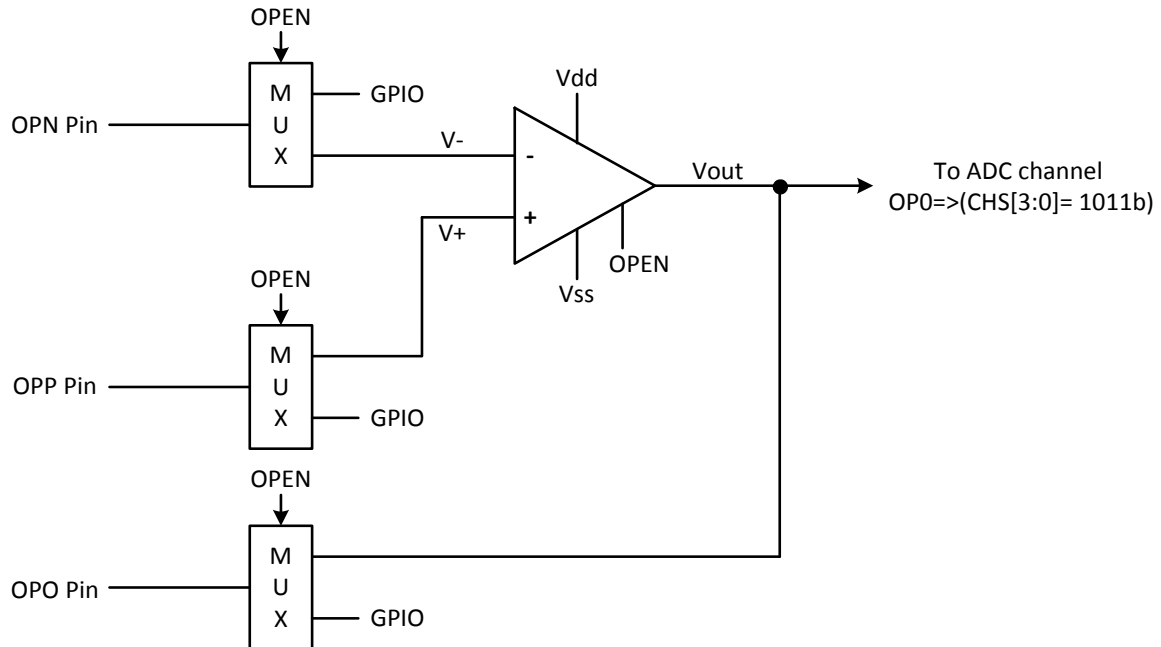 OPEN
M
U
X
GPIO
OPN Pin
V-
Vdd
-
+
V+
Vout
To ADC channel
OP0=>(CHS[3:0]= 1011b)
OPEN
Vss
OPEN
M
U
X
OPP Pin
GPIO
OPEN
M
U
X
OPO Pin
GPIO